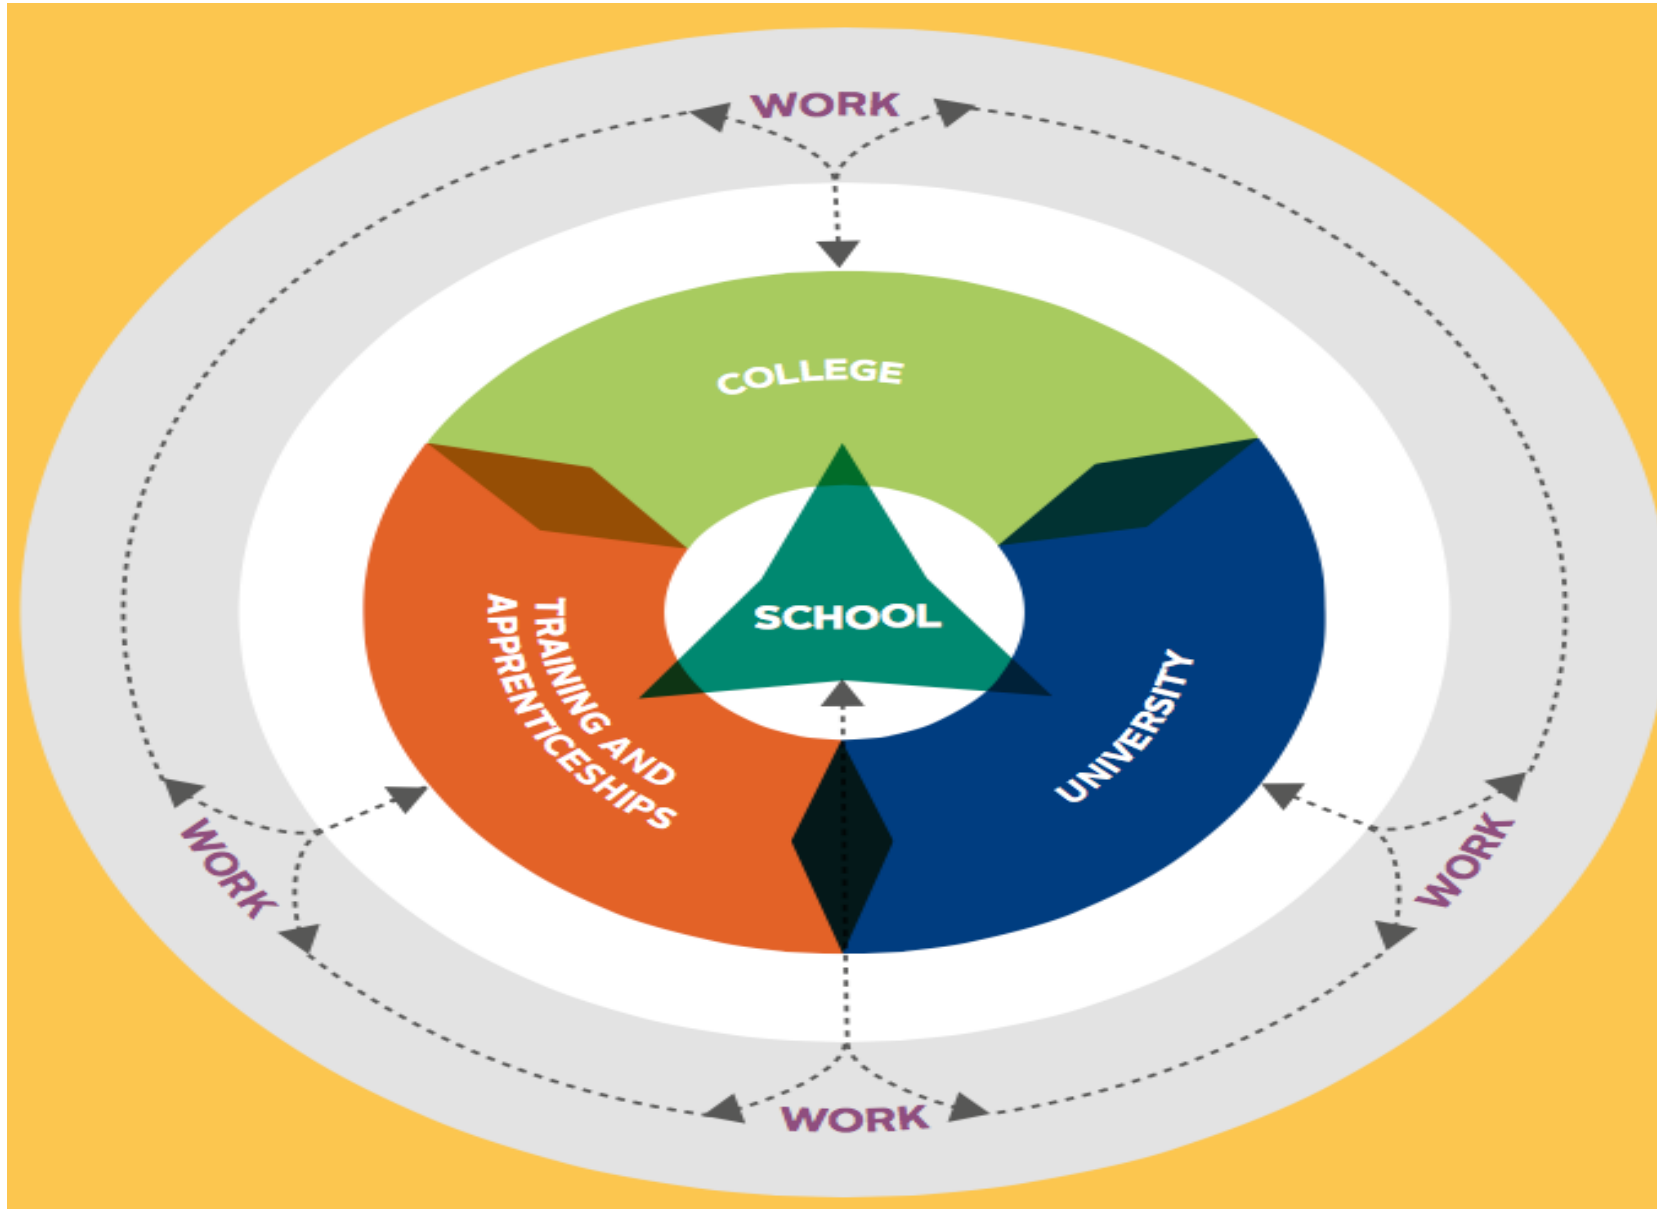 WORK
COLLEGE
SCHOOL
TRAINING AND
APPRENTICESHIPS
UNIVERSITY
WORK
WORK
WORK